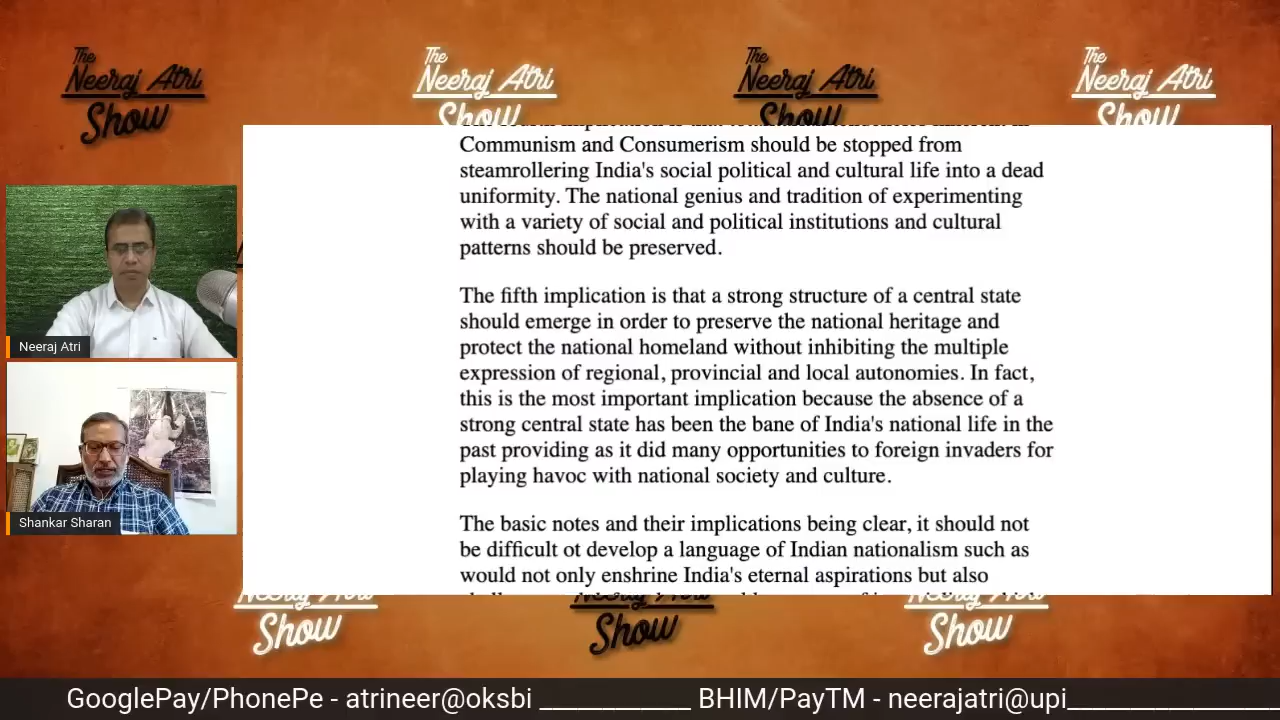 The
Neeraj Atri
Show
The
Neeraj Atri
Show
The
Neeraj Atri
Show
The
Neeraj Atri
Show
Communism and Consumerism should be stopped from
steamrollering India's social political and cultural life into a dead
uniformity. The national genius and tradition of experimenting
with a variety of social and political institutions and cultural
patterns should be preserved.
The fifth implication is that a strong structure of a central state
should emerge in order to preserve the national heritage and
protect the national homeland without inhibiting the multiple
expression of regional, provincial and local autonomies. In fact,
this is the most important implication because the absence of a
strong central state has been the bane of India's national life in the
past providing as it did many opportunities to foreign invaders for
playing havoc with national society and culture.
The basic notes and their implications being clear, it should not
be difficult ot develop a language of Indian nationalism such as
would not only enshrine India's eternal aspirations but also
Neeraj Atri
Shankar Sharan
Show
Show
Show
GooglePay/PhonePe - atrineer@oksbi ___________ BHIM/PayTM - neerajatri@upi_______________